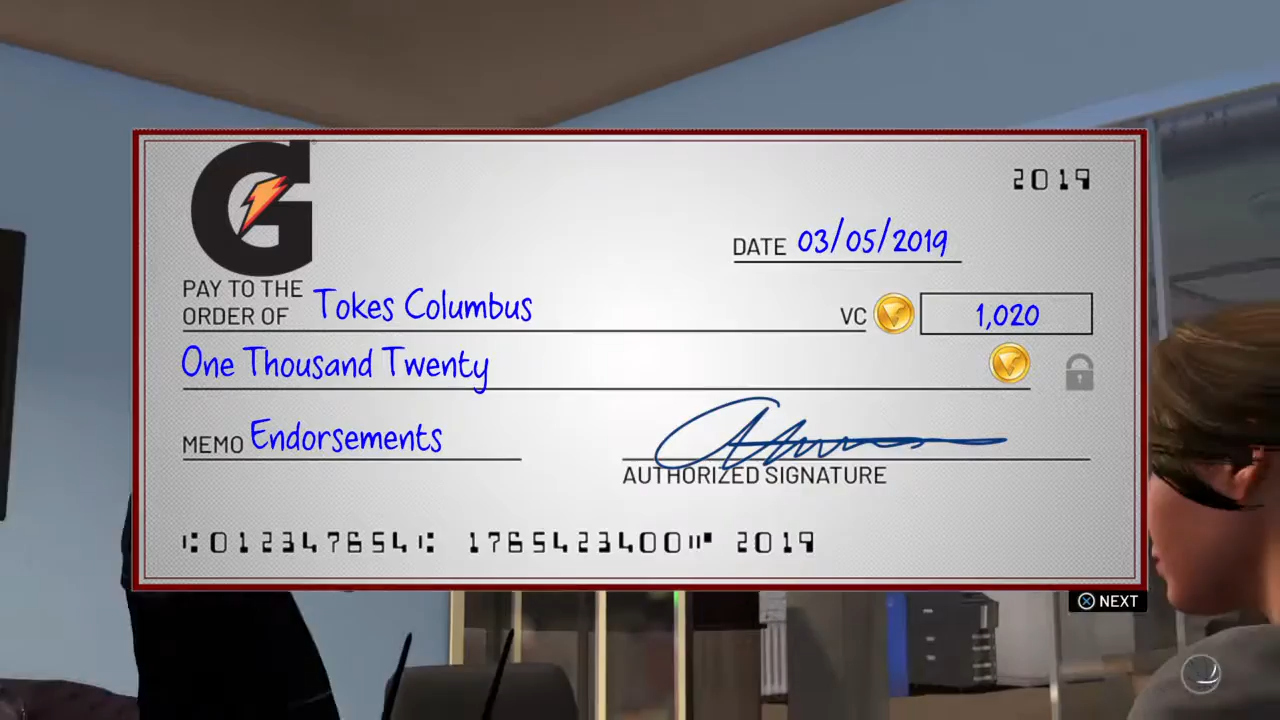 G
2019
DATE 03/05/2019
PAY TO THE
ORDER OF Tokes Columbus VC 1,020
One Thousand Twenty
MEMO Endorsements
AUTHORIZED SIGNATURE
⑆012347654⑆ 1765423400⑈ 2019
NEXT